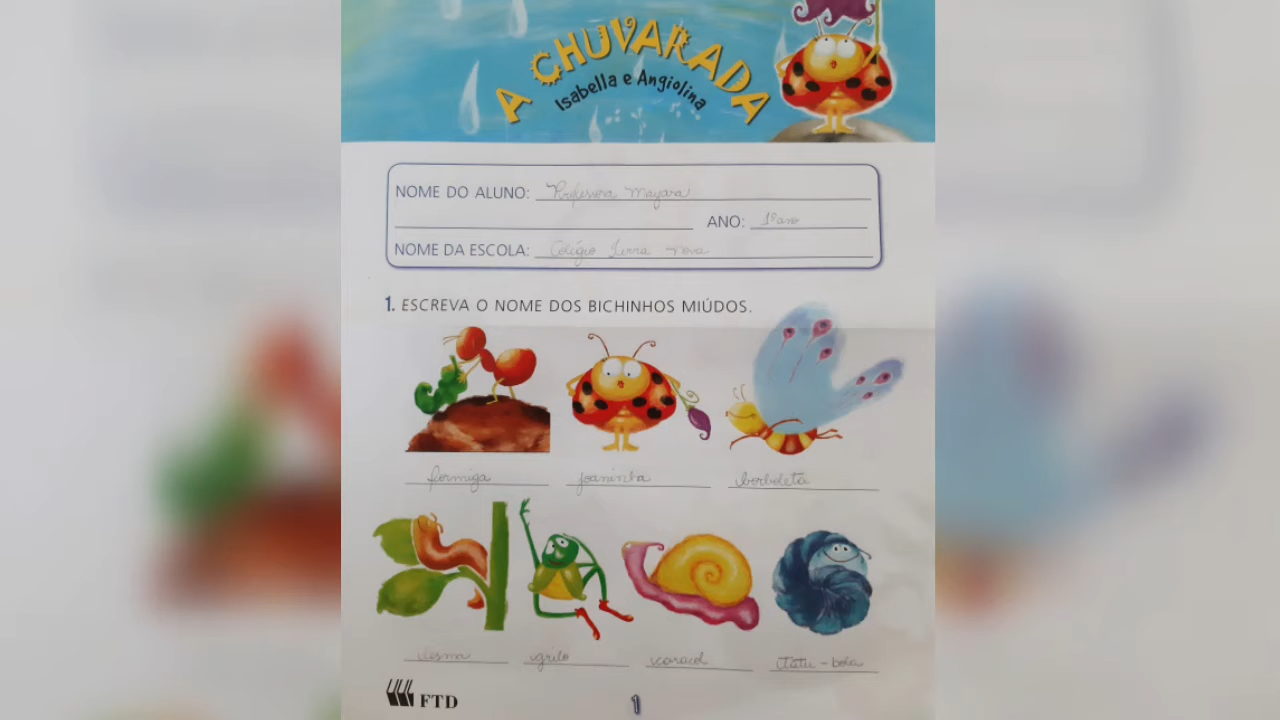 A CHUVARADA
Isabella e Angiolina
NOME DO ALUNO: Professora Mayara
ANO: 1º ano
NOME DA ESCOLA: Colégio Terra Nova
1. ESCREVA O NOME DOS BICHINHOS MIÚDOS.
formiga joaninha borboleta
lesma grilo caracol tatu-bola
FTD 1